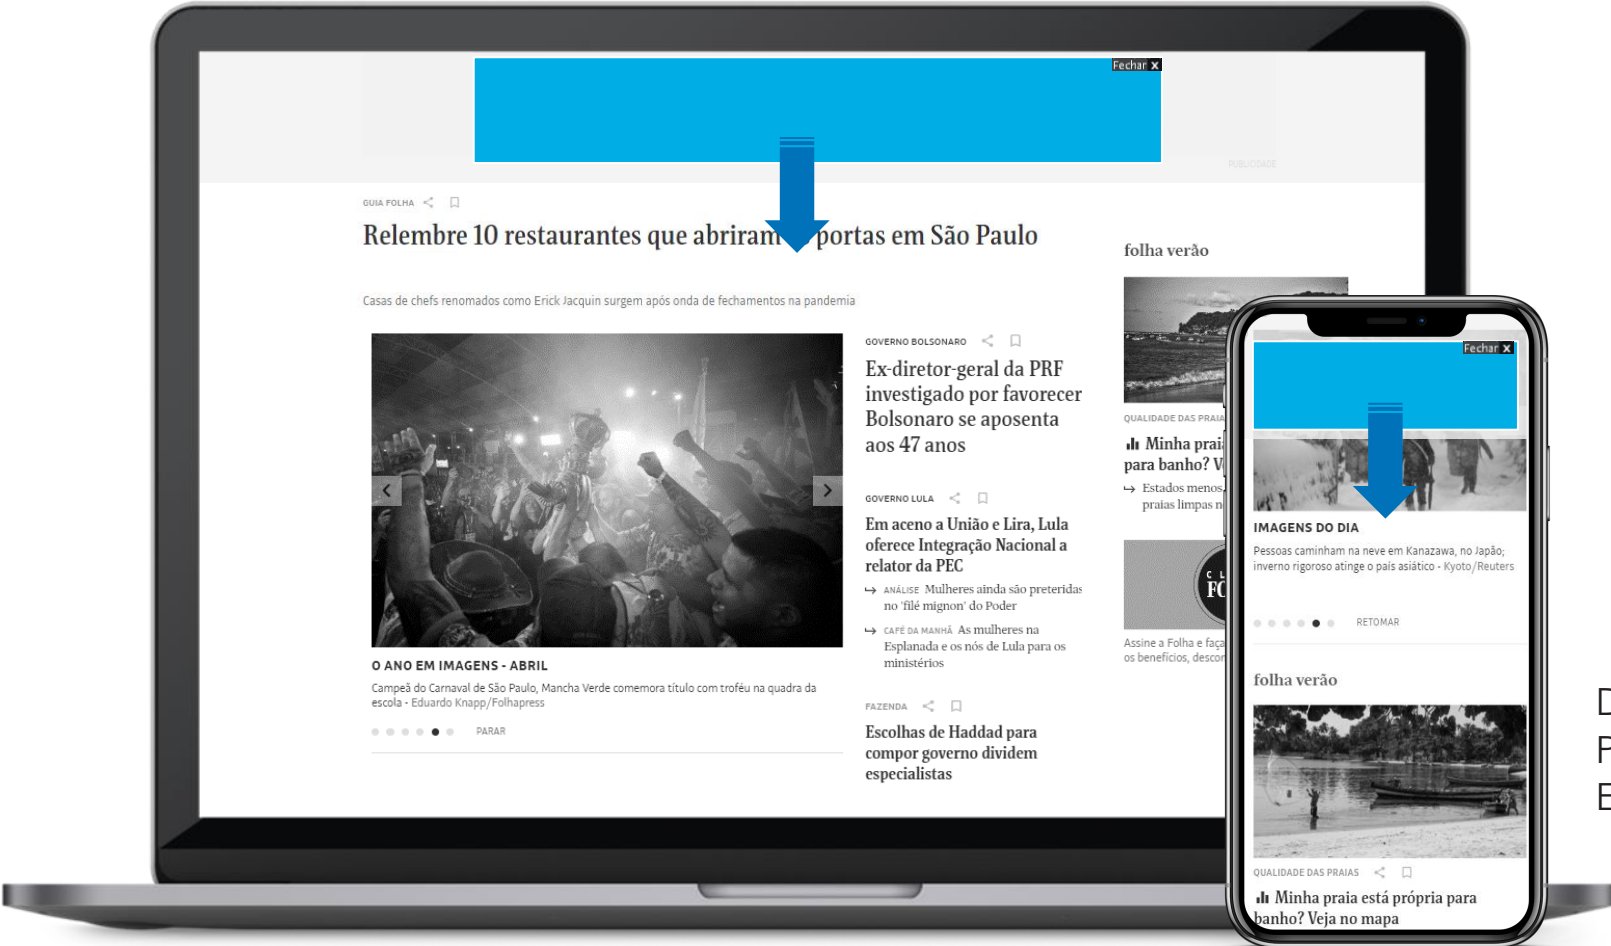 Fechar x
PUBLICIDADE
GUIA FOLHA
Relembre 10 restaurantes que abriram portas em São Paulo
Casas de chefs renomados como Erick Jacquin surgem após onda de fechamentos na pandemia
O ANO EM IMAGENS - ABRIL
Campeã do Carnaval de São Paulo, Mancha Verde comemora título com troféu na quadra da
escola - Eduardo Knapp/Folhapress
PARAR
GOVERNO BOLSONARO
Ex-diretor-geral da PRF
investigado por favorecer
Bolsonaro se aposenta
aos 47 anos
GOVERNO LULA
Em aceno a União e Lira, Lula
oferece Integração Nacional a
relator da PEC
ANÁLISE Mulheres ainda são preteridas
no 'filé mignon' do Poder
CAFÉ DA MANHÃ As mulheres na
Esplanada e os nós de Lula para os
ministérios
FAZENDA
Escolhas de Haddad para
compor governo dividem
especialistas
folha verão
QUALIDADE DAS PRAIA
Minha prai
para banho? V
Estados menos
praias limpas n
C L
FO
Assine a Folha e faça
os benefícios, descon
Fechar x
IMAGENS DO DIA
Pessoas caminham na neve em Kanazawa, no Japão;
inverno rigoroso atinge o país asiático - Kyoto/Reuters
RETOMAR
folha verão
QUALIDADE DAS PRAIAS
Minha praia está própria para
banho? Veja no mapa
D
P
E